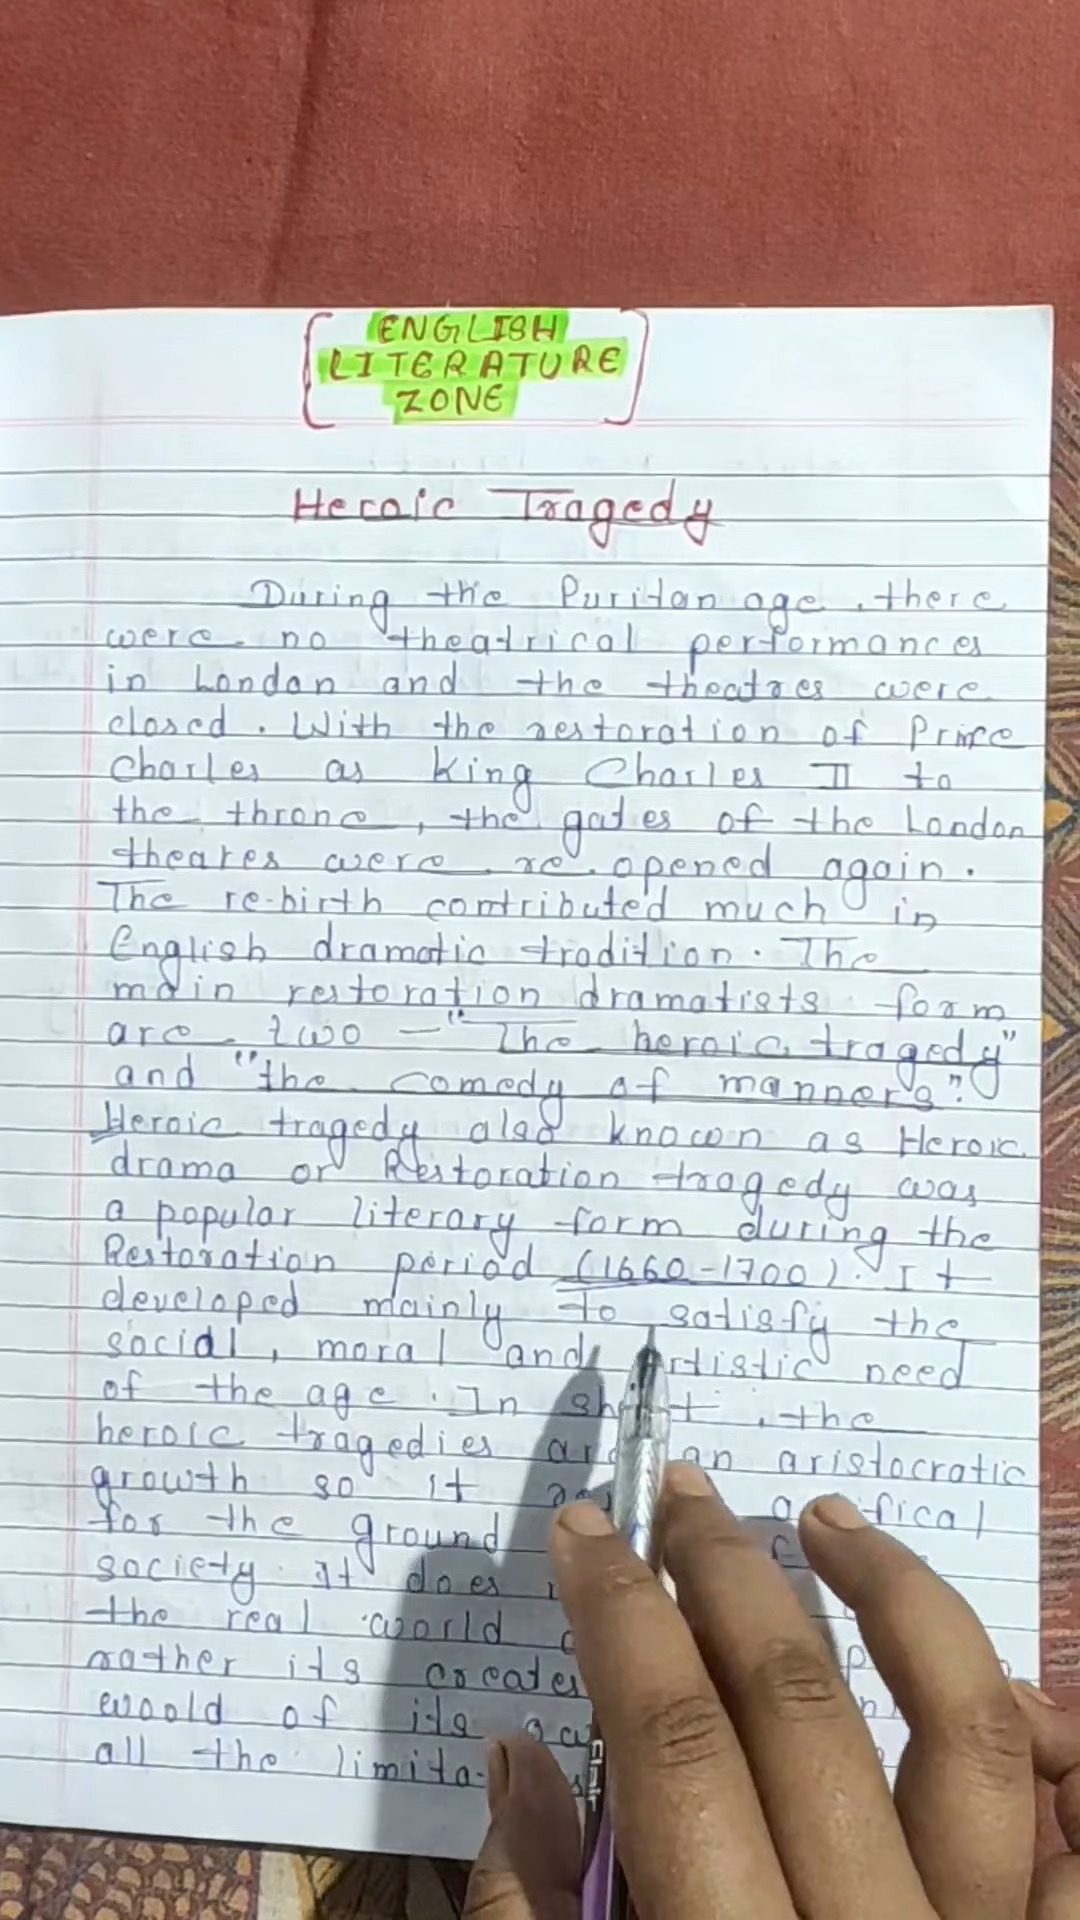 ENGLISH
LITERATURE
ZONE
Heroic Tragedy
During the Puritan age, there
were no theatrical performances
in London and the theatres were
closed. With the restoration of Prince
Charles as King Charles II to
the throne, the gates of the London
theares were re opened again.
The re-birth contributed much in
English dramatic tradition. The
main restoration dramatists form
are two - "The heroic tragedy"
and "the comedy of manners".
Heroic tragedy also known as Heroic
drama or Restoration tragedy was
a popular literary form during the
Restoration period (1660-1700). It
developed mainly to satisfy the
social, moral and artistic need
of the age. In short, the
heroic tragedies are an aristocratic
growth so it
for the ground
society. It does
the real world
rather its creates
woold of its
all the
Flair